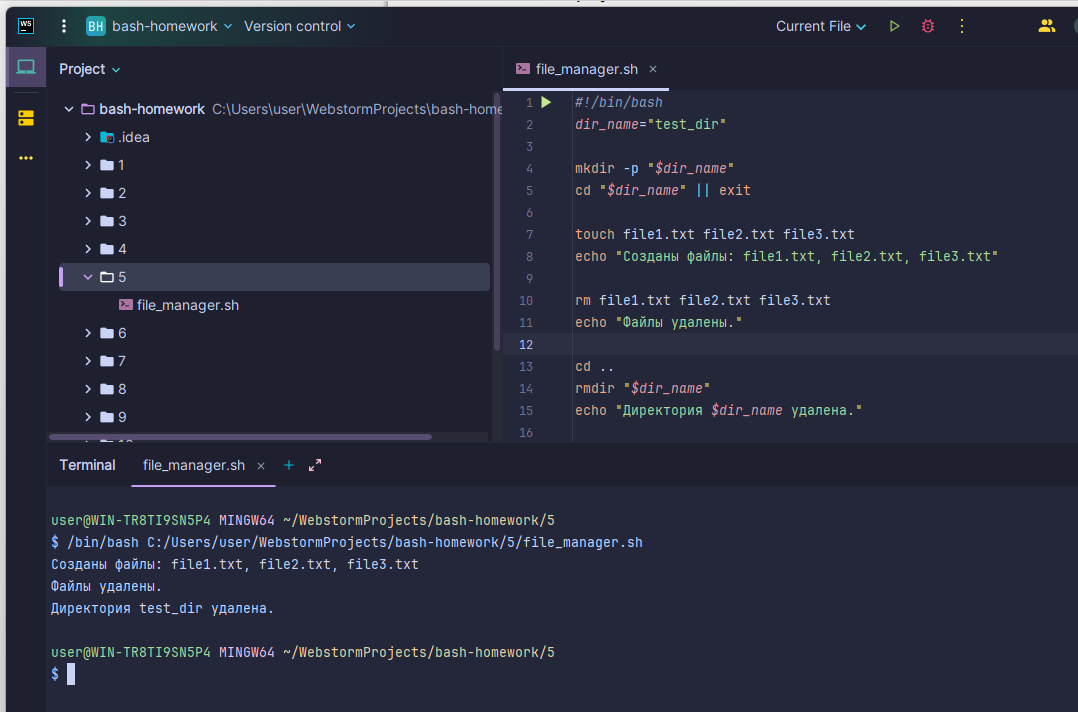 WS
BH bash-homework Version control Current File
Project
bash-homework C:\Users\user\WebstormProjects\bash-home
.idea
1
2
3
4
5
file_manager.sh
6
7
8
9
file_manager.sh ×
1 #!/bin/bash
2 dir_name="test_dir"
3
4 mkdir -p "$dir_name"
5 cd "$dir_name" || exit
6
7 touch file1.txt file2.txt file3.txt
8 echo "Созданы файлы: file1.txt, file2.txt, file3.txt"
9
10 rm file1.txt file2.txt file3.txt
11 echo "Файлы удалены."
12
13 cd ..
14 rmdir "$dir_name"
15 echo "Директория $dir_name удалена."
16
Terminal file_manager.sh × +
user@WIN-TR8TI9SN5P4 MINGW64 ~/WebstormProjects/bash-homework/5
$ /bin/bash C:/Users/user/WebstormProjects/bash-homework/5/file_manager.sh
Созданы файлы: file1.txt, file2.txt, file3.txt
Файлы удалены.
Директория test_dir удалена.
user@WIN-TR8TI9SN5P4 MINGW64 ~/WebstormProjects/bash-homework/5
$